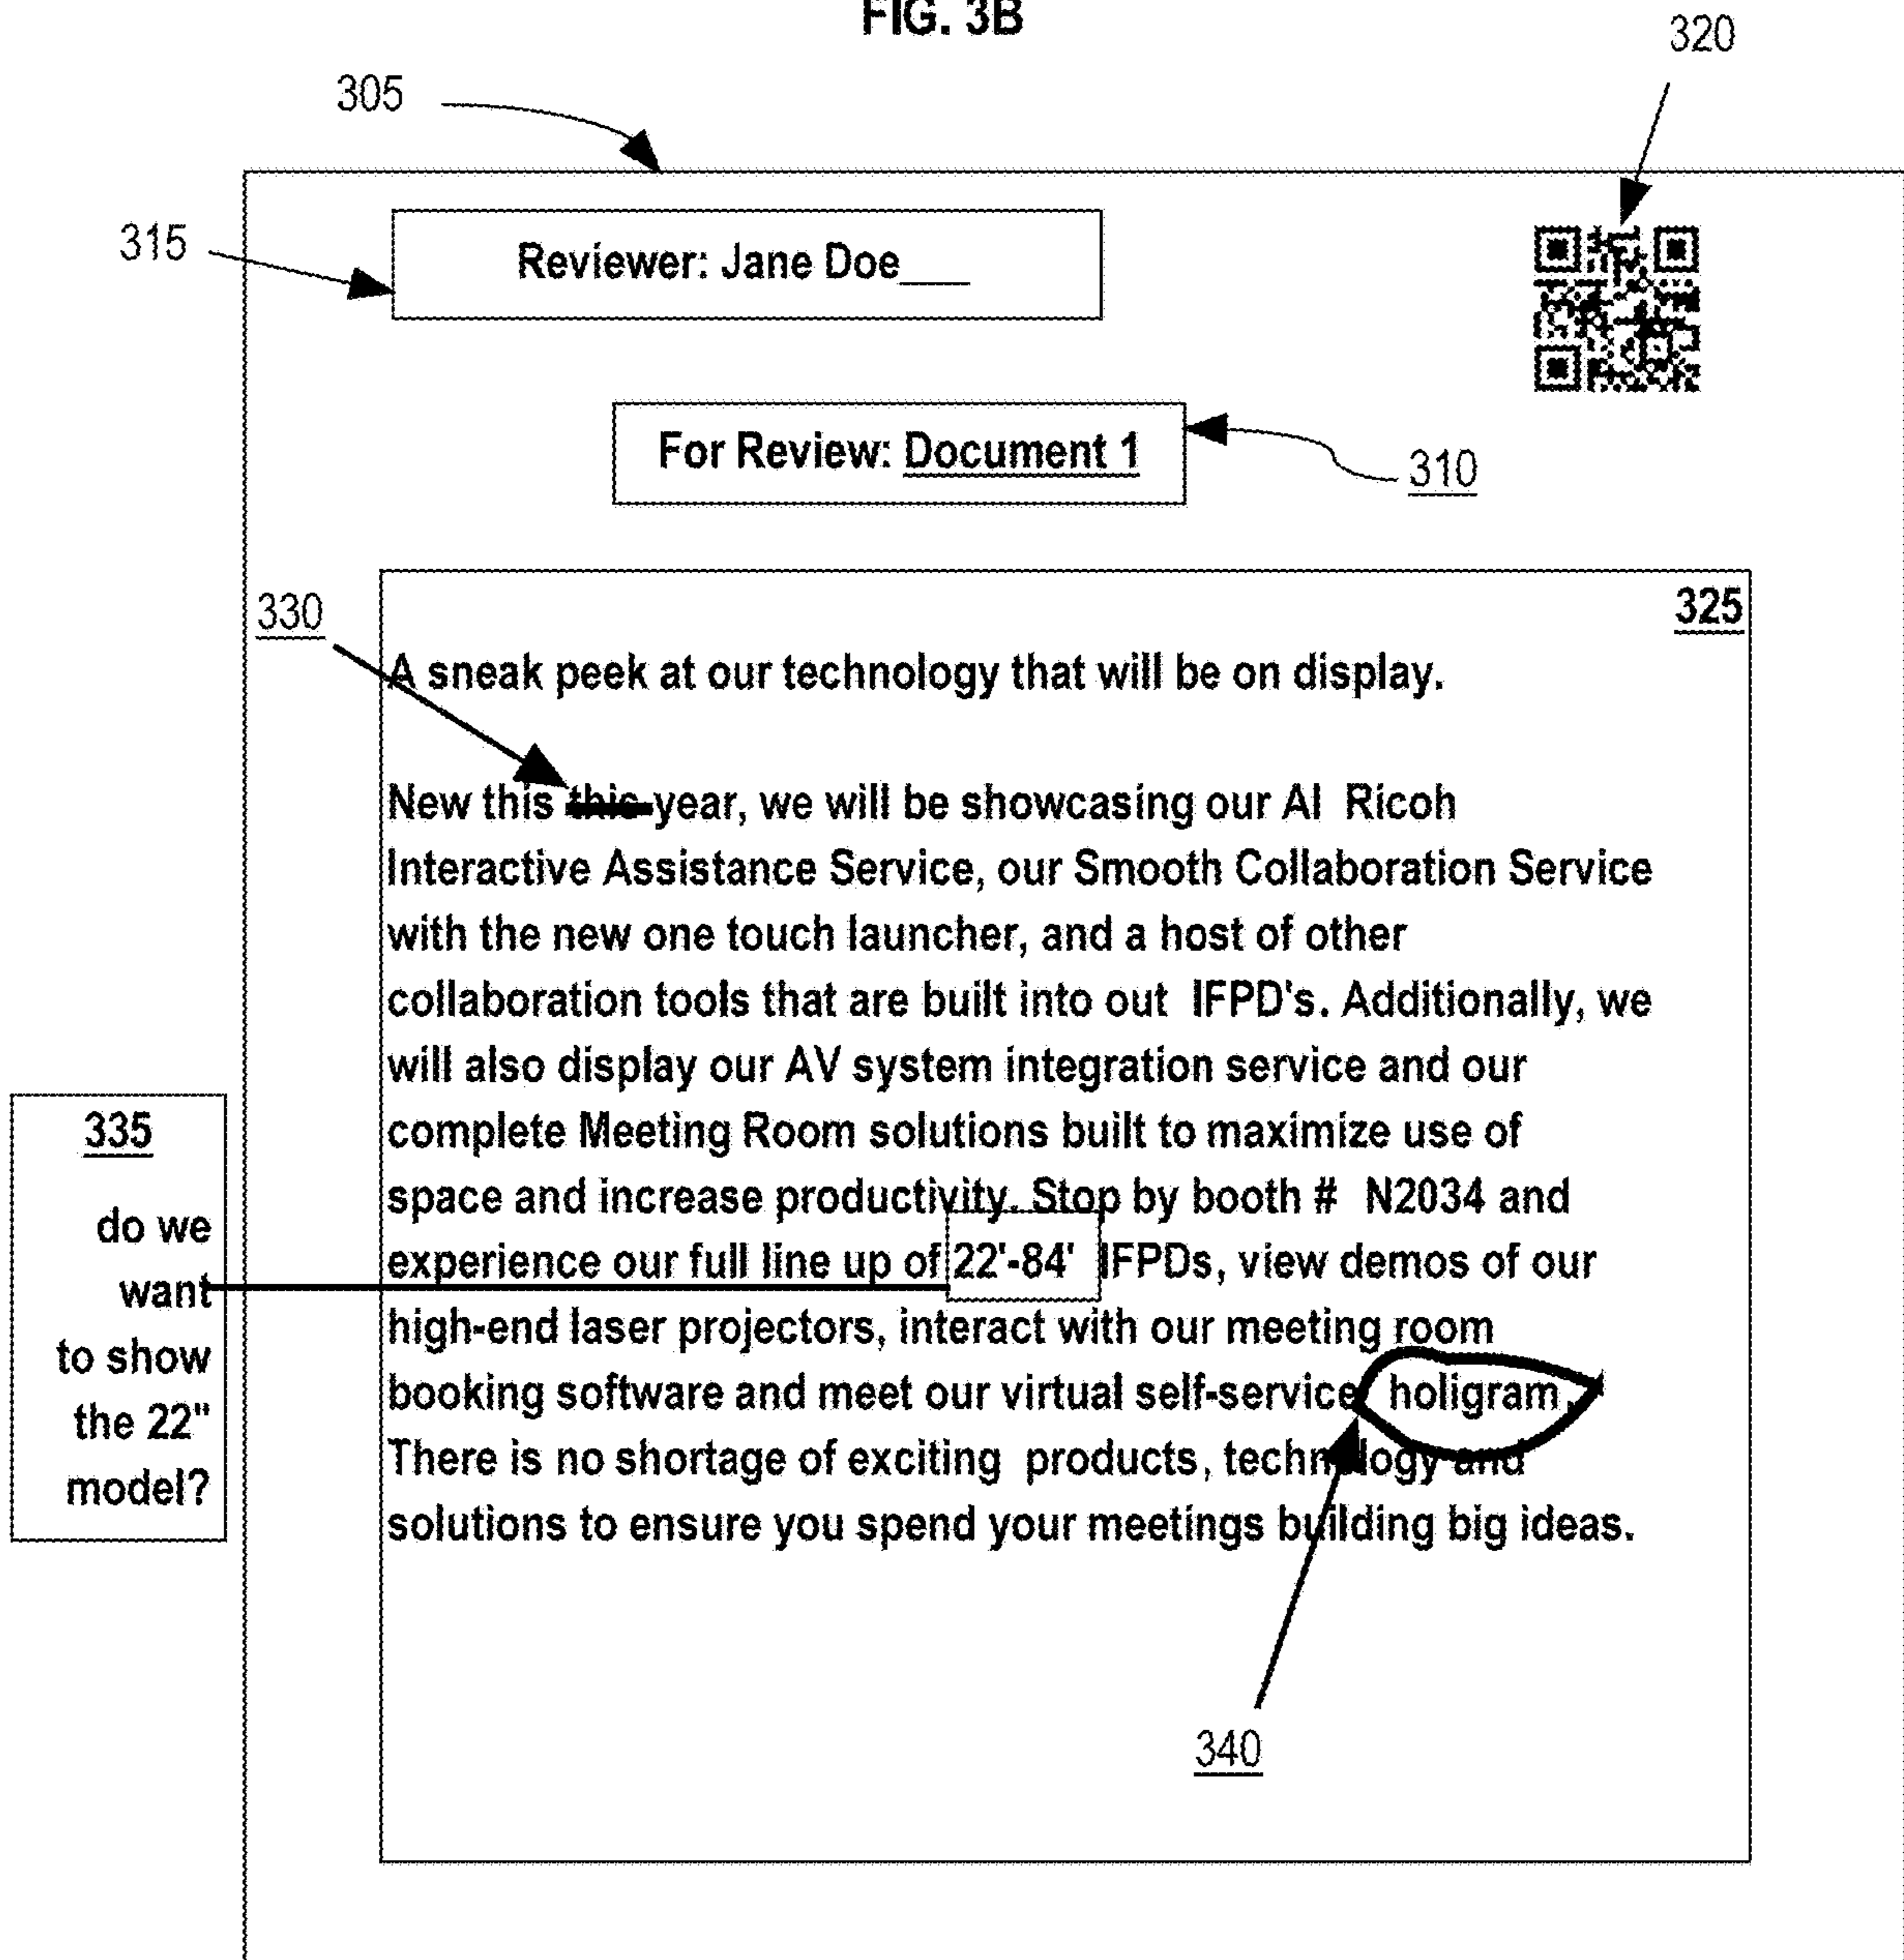 FIG. 3B
320
305
315
Reviewer: Jane Doe___
For Review: Document 1
310
325
330
A sneak peek at our technology that will be on display.
New this this year, we will be showcasing our AI Ricoh
Interactive Assistance Service, our Smooth Collaboration Service
with the new one touch launcher, and a host of other
collaboration tools that are built into out IFPD's. Additionally, we
will also display our AV system integration service and our
complete Meeting Room solutions built to maximize use of
space and increase productivity. Stop by booth # N2034 and
experience our full line up of 22'-84' IFPDs, view demos of our
high-end laser projectors, interact with our meeting room
booking software and meet our virtual self-service holigram.
There is no shortage of exciting products, technology and
solutions to ensure you spend your meetings building big ideas.
335
do we
want
to show
the 22"
model?
340